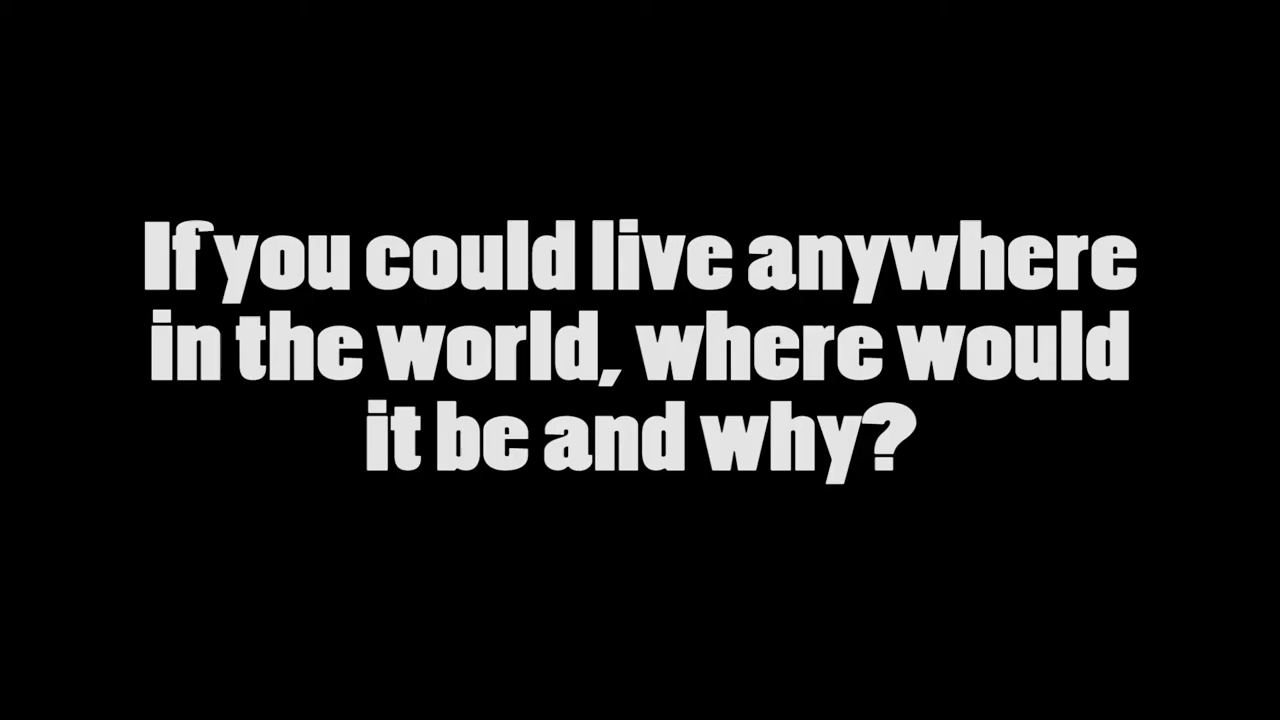 If you could live anywhere
in the world, where would
it be and why?